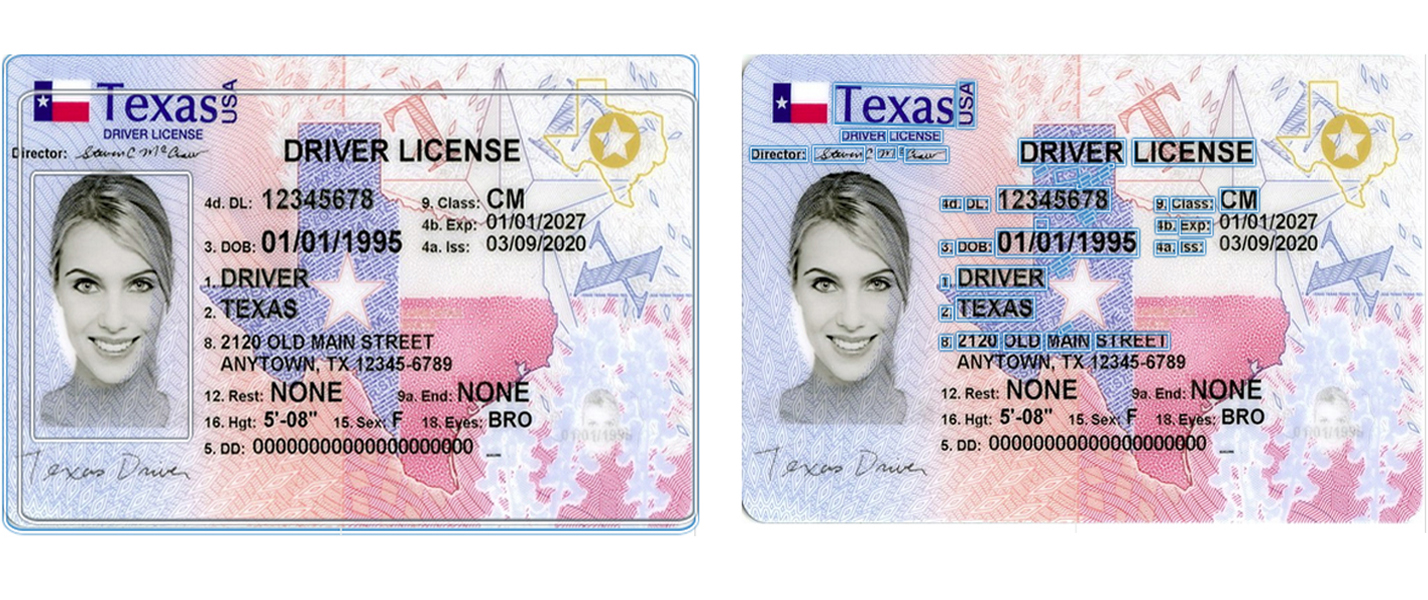 Texas USA
DRIVER LICENSE
Director: Steven C McCraw
DRIVER LICENSE
4d. DL: 12345678 9. Class: CM
4b. Exp: 01/01/2027
3. DOB: 01/01/1995 4a. Iss: 03/09/2020
1. DRIVER
2. TEXAS
8. 2120 OLD MAIN STREET
ANYTOWN, TX 12345-6789
12. Rest: NONE 9a. End: NONE
16. Hgt: 5'-08" 15. Sex: F 18. Eyes: BRO
01/01/1995
5. DD: 00000000000000000000
Texas Driver
Texas USA
DRIVER LICENSE
Director: Steven C McCraw
DRIVER LICENSE
4d. DL: 12345678 9. Class: CM
4b. Exp: 01/01/2027
3. DOB: 01/01/1995 4a. Iss: 03/09/2020
1. DRIVER
2. TEXAS
8. 2120 OLD MAIN STREET
ANYTOWN, TX 12345-6789
12. Rest: NONE 9a. End: NONE
16. Hgt: 5'-08" 15. Sex: F 18. Eyes: BRO
01/01/1995
5. DD: 00000000000000000000
Texas Driver